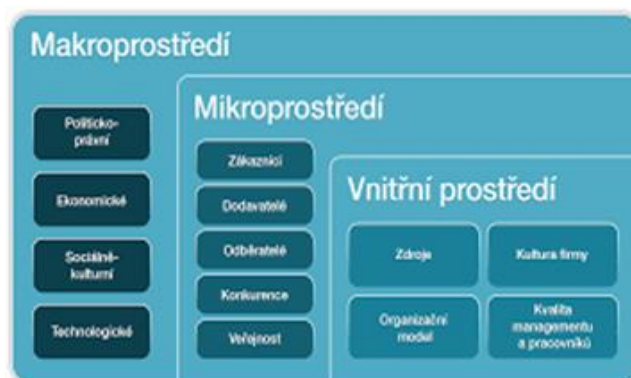 Makroprostředí
Politicko-
právní
Ekonomické
Sociálně-
kulturní
Technologické
Mikroprostředí
Zákazníci
Dodavatelé
Odběratelé
Konkurence
Veřejnost
Vnitřní prostředí
Zdroje
Kultura firmy
Organizační
model
Kvalita
managementu
a pracovníků